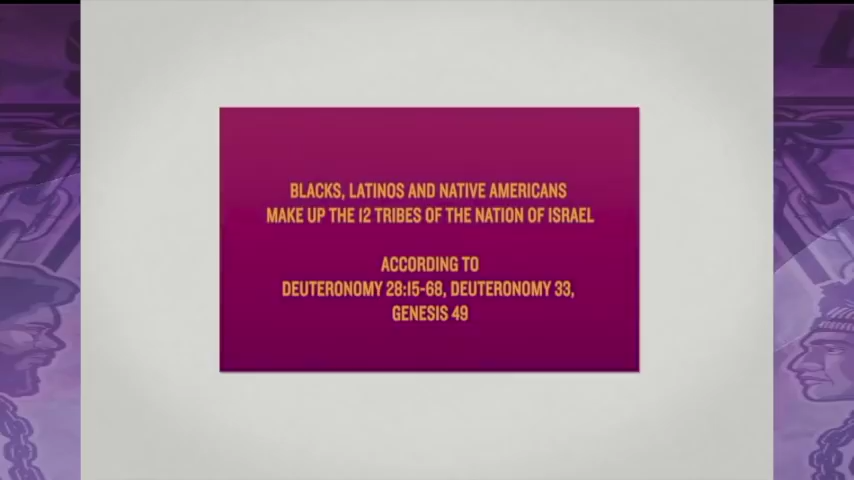 BLACKS, LATINOS AND NATIVE AMERICANS
MAKE UP THE 12 TRIBES OF THE NATION OF ISRAEL
ACCORDING TO
DEUTERONOMY 28:15-68, DEUTERONOMY 33,
GENESIS 49